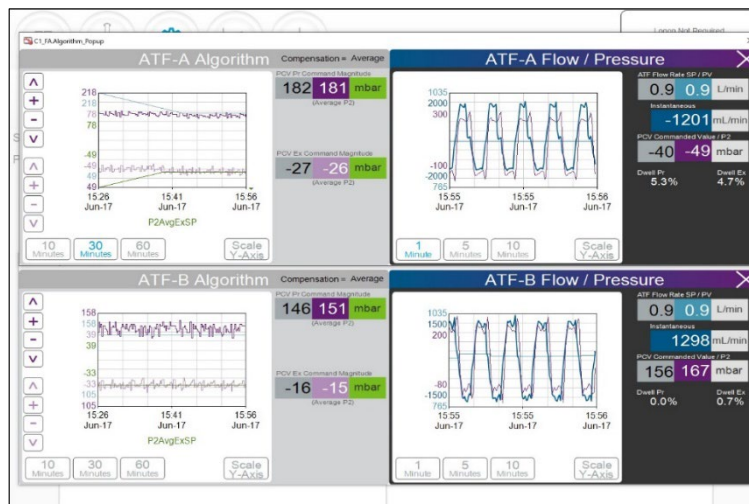 Logon Not Required
C1_FA.Algorithm_Popup
ATF-A Algorithm
Compensation = Average
PCV Pr Command Magnitude
182 181 mbar
(Average P2)
PCV Ex Command Magnitude
-27 -26 mbar
(Average P2)
218
218
78
78
-49
-49
49
49
15:26
Jun-17
15:41
Jun-17
15:56
Jun-17
P2AvgExSP
10
Minutes
30
Minutes
60
Minutes
Scale
Y-Axis
ATF-A Flow / Pressure
ATF Flow Rate SP / PV
0.9 0.9 L/min
Instantaneous
-1201 mL/min
PCV Commanded Value / P2
-40 -49 mbar
Dwell Pr
5.3%
Dwell Ex
4.7%
1035
2000
300
-100
-2000
765
15:55
Jun-17
15:55
Jun-17
15:56
Jun-17
1
Minute
5
Minutes
10
Minutes
Scale
Y-Axis
ATF-B Algorithm
Compensation = Average
PCV Pr Command Magnitude
146 151 mbar
(Average P2)
PCV Ex Command Magnitude
-16 -15 mbar
(Average P2)
158
158
39
39
-33
-33
105
105
15:26
Jun-17
15:41
Jun-17
15:56
Jun-17
P2AvgExSP
10
Minutes
30
Minutes
60
Minutes
Scale
Y-Axis
ATF-B Flow / Pressure
ATF Flow Rate SP / PV
0.9 0.9 L/min
Instantaneous
1298 mL/min
PCV Commanded Value / P2
156 167 mbar
Dwell Pr
0.0%
Dwell Ex
0.7%
1035
1500
200
-80
-1500
765
15:55
Jun-17
15:55
Jun-17
15:56
Jun-17
1
Minute
5
Minutes
10
Minutes
Scale
Y-Axis